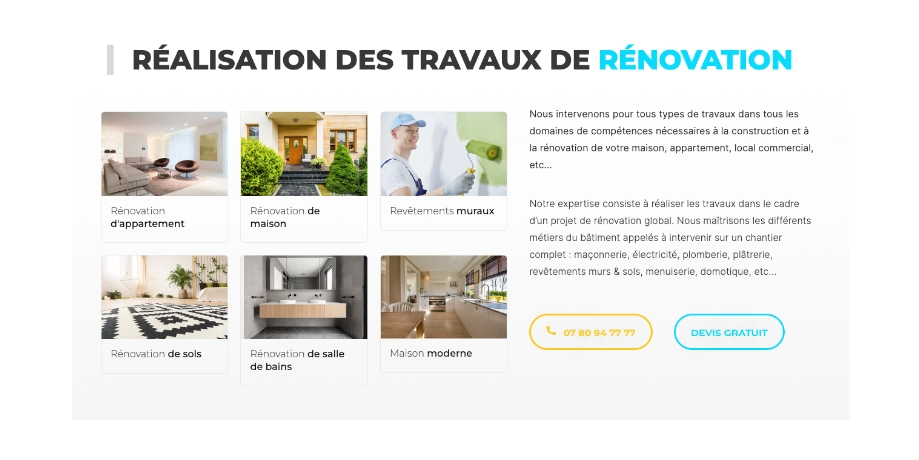 RÉALISATION DES TRAVAUX DE RÉNOVATION
Rénovation
d'appartement
Rénovation de
maison
Revêtements muraux
Rénovation de sols
Rénovation de salle
de bains
Maison moderne
Nous intervenons pour tous types de travaux dans tous les
domaines de compétences nécessaires à la construction et à
la rénovation de votre maison, appartement, local commercial,
etc...
Notre expertise consiste à réaliser les travaux dans le cadre
d'un projet de rénovation global. Nous maîtrisons les différents
métiers du bâtiment appelés à intervenir sur un chantier
complet : maçonnerie, électricité, plomberie, plâtrerie,
revêtements murs & sols, menuiserie, domotique, etc...
07 80 94 77 77
DEVIS GRATUIT